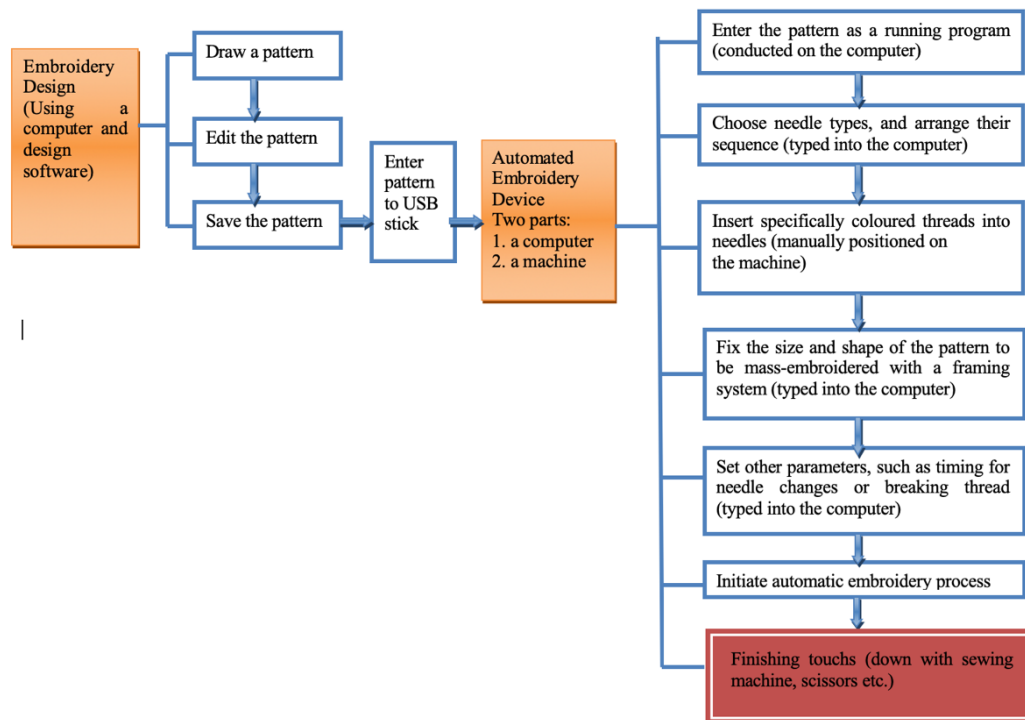 Embroidery
Design
(Using a
computer and
design
software)
Draw a pattern
Edit the pattern
Save the pattern
Enter
pattern
to USB
stick
Automated
Embroidery
Device
Two parts:
1. a computer
2. a machine
Enter the pattern as a running program
(conducted on the computer)
Choose needle types, and arrange their
sequence (typed into the computer)
Insert specifically coloured threads into
needles (manually positioned on
the machine)
Fix the size and shape of the pattern to
be mass-embroidered with a framing
system (typed into the computer)
Set other parameters, such as timing for
needle changes or breaking thread
(typed into the computer)
Initiate automatic embroidery process
Finishing touchs (down with sewing
machine, scissors etc.)